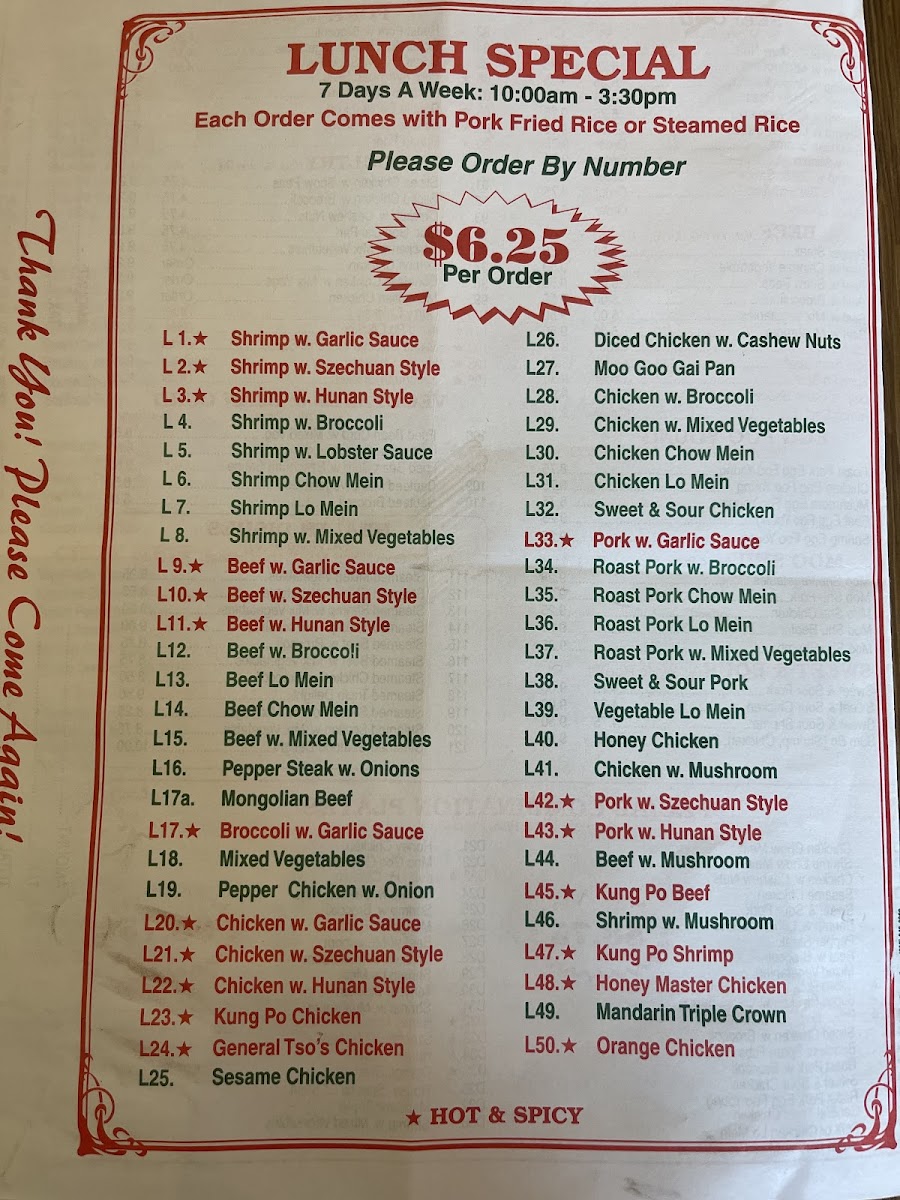 LUNCH SPECIAL
7 Days A Week: 10:00am - 3:30pm
Each Order Comes with Pork Fried Rice or Steamed Rice
Please Order By Number
$6.25
Per Order
L 1.★ Shrimp w. Garlic Sauce
L 2.★ Shrimp w. Szechuan Style
L 3.★ Shrimp w. Hunan Style
L 4. Shrimp w. Broccoli
L 5. Shrimp w. Lobster Sauce
L 6. Shrimp Chow Mein
L 7. Shrimp Lo Mein
L 8. Shrimp w. Mixed Vegetables
L 9.★ Beef w. Garlic Sauce
L10.★ Beef w. Szechuan Style
L11.★ Beef w. Hunan Style
L12. Beef w. Broccoli
L13. Beef Lo Mein
L14. Beef Chow Mein
L15. Beef w. Mixed Vegetables
L16. Pepper Steak w. Onions
L17a. Mongolian Beef
L17.★ Broccoli w. Garlic Sauce
L18. Mixed Vegetables
L19. Pepper Chicken w. Onion
L20.★ Chicken w. Garlic Sauce
L21.★ Chicken w. Szechuan Style
L22.★ Chicken w. Hunan Style
L23.★ Kung Po Chicken
L24.★ General Tso's Chicken
L25. Sesame Chicken
L26. Diced Chicken w. Cashew Nuts
L27. Moo Goo Gai Pan
L28. Chicken w. Broccoli
L29. Chicken w. Mixed Vegetables
L30. Chicken Chow Mein
L31. Chicken Lo Mein
L32. Sweet & Sour Chicken
L33.★ Pork w. Garlic Sauce
L34. Roast Pork w. Broccoli
L35. Roast Pork Chow Mein
L36. Roast Pork Lo Mein
L37. Roast Pork w. Mixed Vegetables
L38. Sweet & Sour Pork
L39. Vegetable Lo Mein
L40. Honey Chicken
L41. Chicken w. Mushroom
L42.★ Pork w. Szechuan Style
L43.★ Pork w. Hunan Style
L44. Beef w. Mushroom
L45.★ Kung Po Beef
L46. Shrimp w. Mushroom
L47.★ Kung Po Shrimp
L48.★ Honey Master Chicken
L49. Mandarin Triple Crown
L50.★ Orange Chicken
★ HOT & SPICY
Thank You! Please Come Again!